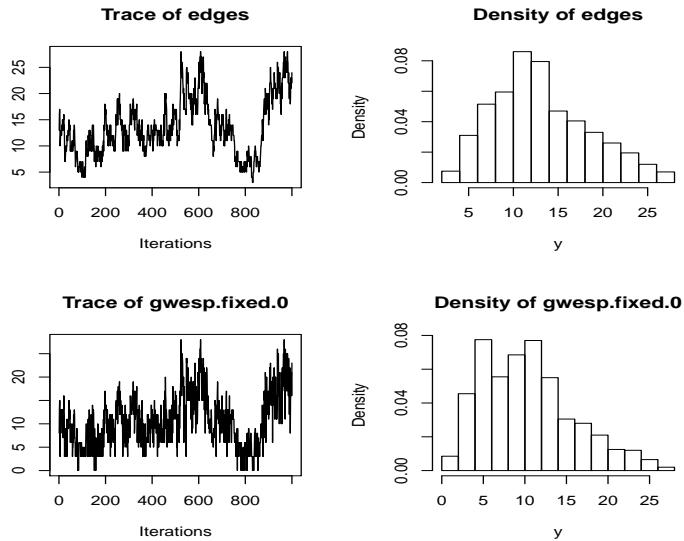 Trace of edges
5 10 15 20 25
0 200 400 600 800
Iterations
Density of edges
Density
0.00 0.04 0.08
5 10 15 20 25
y
Trace of gwesp.fixed.0
0 5 10 20
0 200 400 600 800
Iterations
Density of gwesp.fixed.0
Density
0.00 0.04 0.08
0 5 10 15 20 25
y